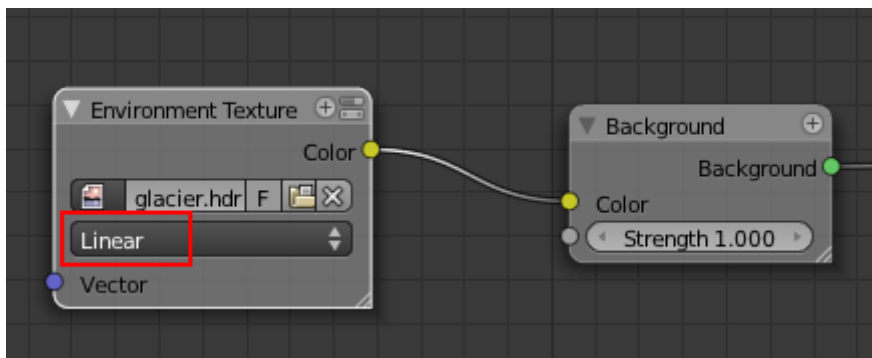 Environment Texture
Color
glacier.hdr F
Linear
Vector
Background
Background
Color
Strength 1.000